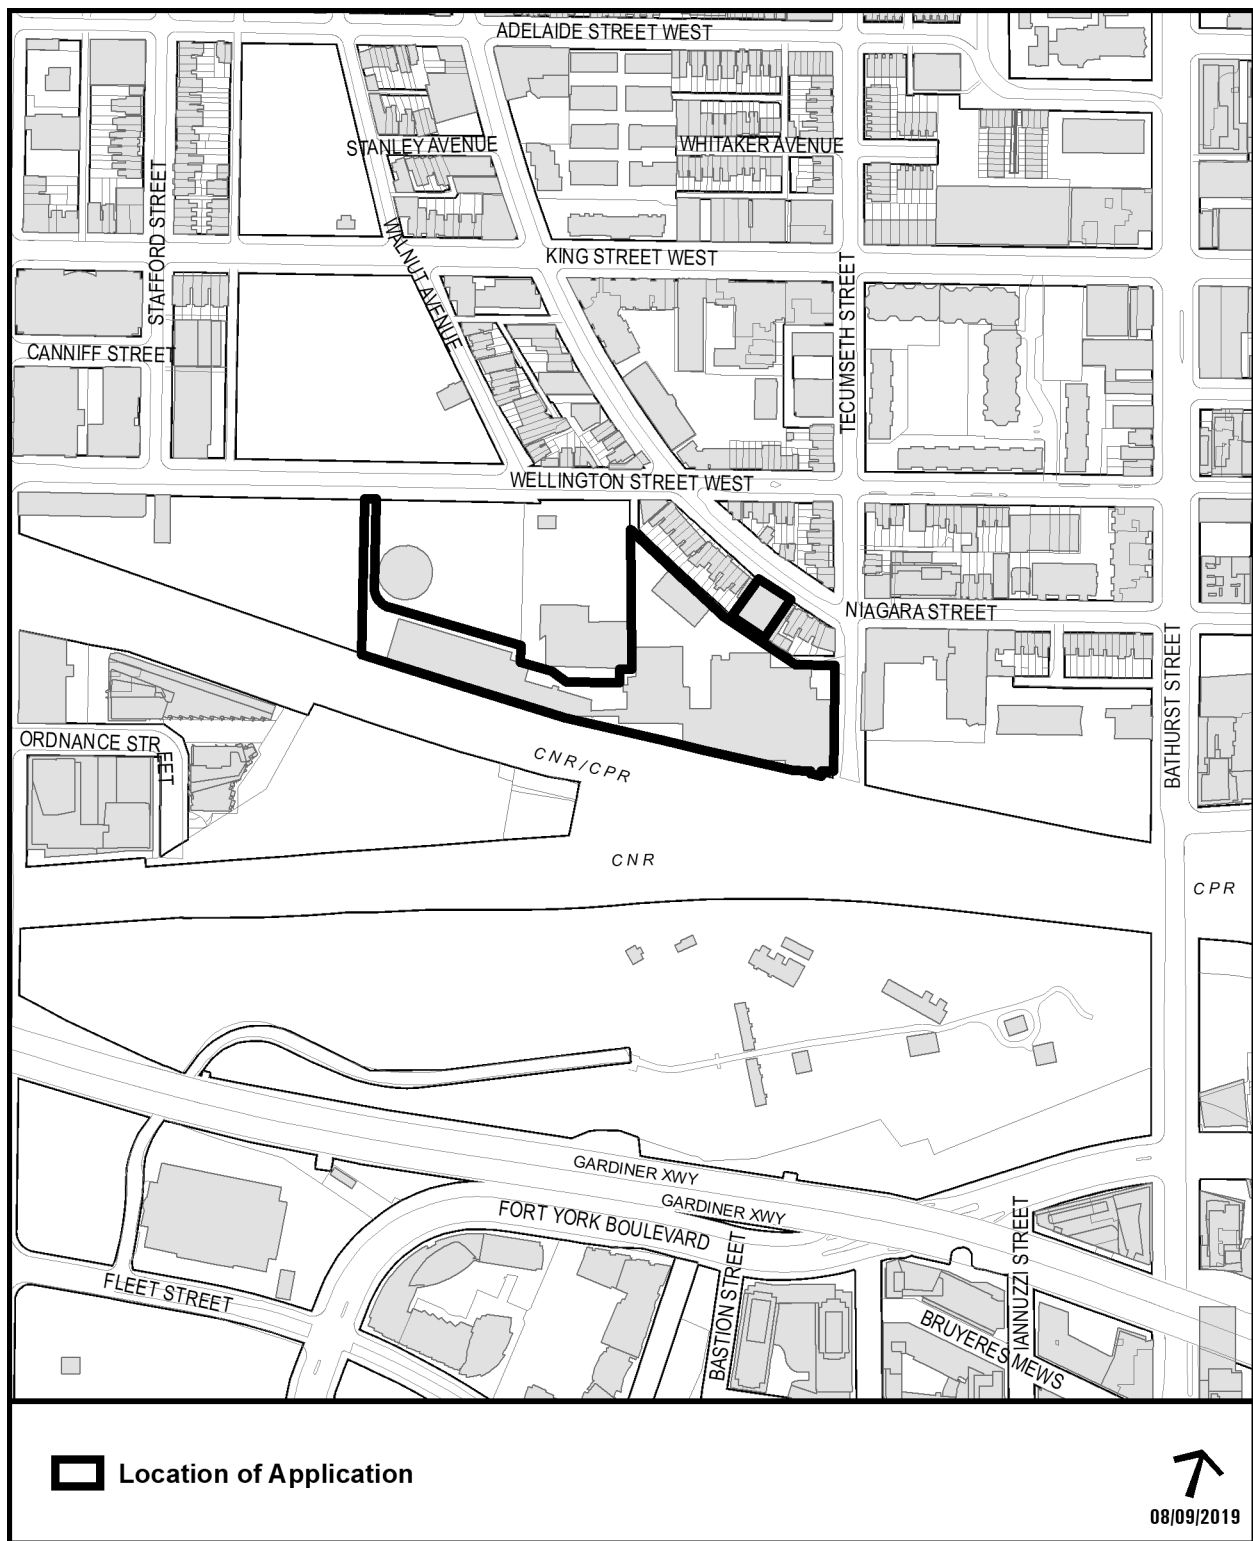 ADELAIDE STREET WEST
STANLEY AVENUE
WHITAKER AVENUE
STAFFORD STREET
WALNUT AVENUE
KING STREET WEST
TECUMSETH STREET
CANNIFF STREET
WELLINGTON STREET WEST
NIAGARA STREET
BATHURST STREET
ORDNANCE STREET
CNR/CPR
CNR
CPR
GARDINER XWY
GARDINER XWY
FORT YORK BOULEVARD
FLEET STREET
BASTION STREET
IANNUZZI STREET
BRUYERES MEWS
Location of Application
08/09/2019